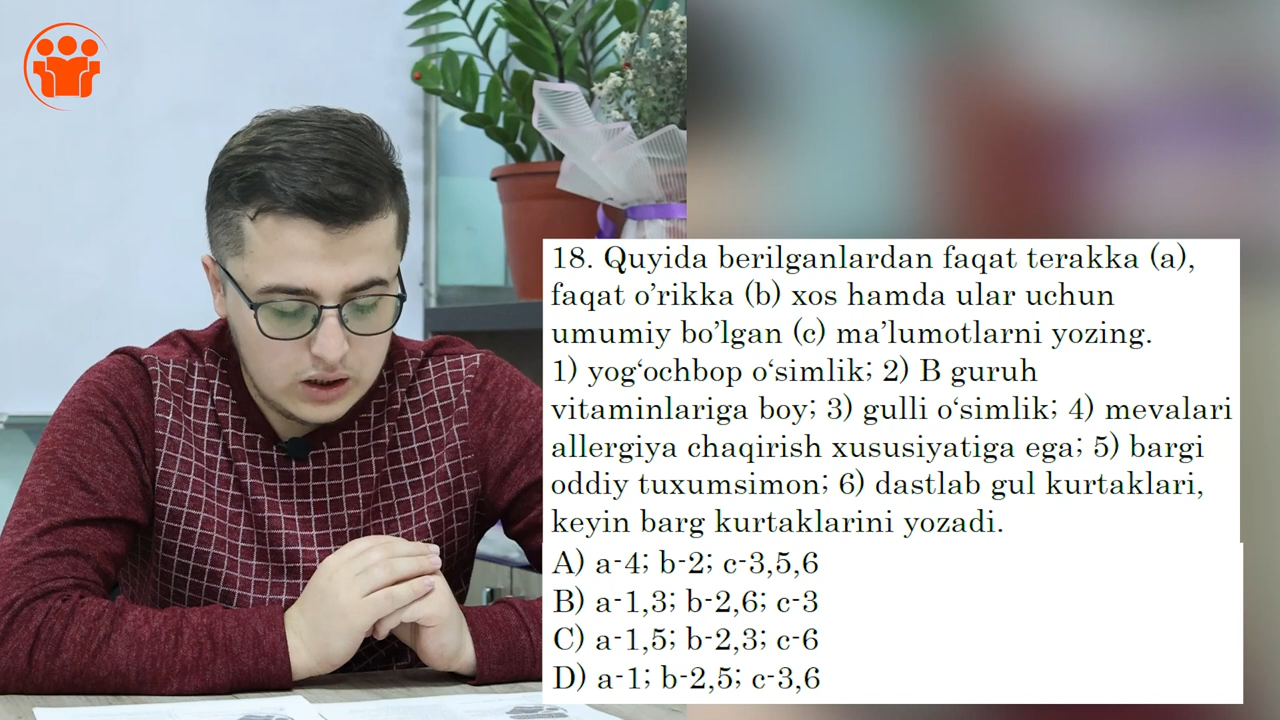 18. Quyida berilganlardan faqat terakka (a),
faqat o’rikka (b) xos hamda ular uchun
umumiy bo’lgan (c) ma’lumotlarni yozing.
1) yog‘ochbop o‘simlik; 2) B guruh
vitaminlariga boy; 3) gulli o‘simlik; 4) mevalari
allergiya chaqirish xususiyatiga ega; 5) bargi
oddiy tuxumsimon; 6) dastlab gul kurtaklari,
keyin barg kurtaklarini yozadi.
A) a-4; b-2; c-3,5,6
B) a-1,3; b-2,6; c-3
C) a-1,5; b-2,3; c-6
D) a-1; b-2,5; c-3,6